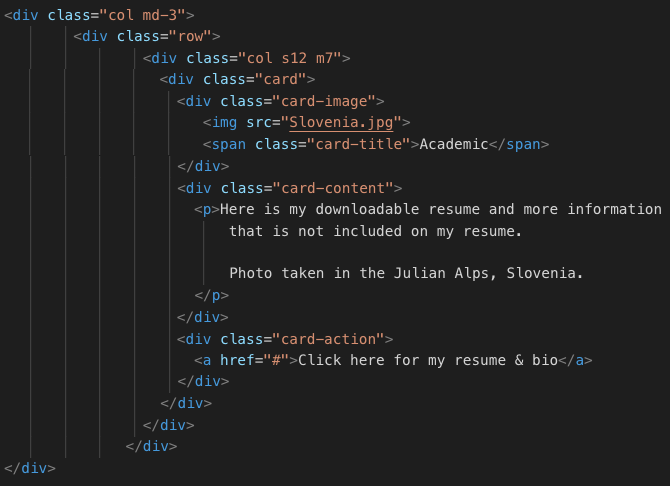 <div class="col md-3">
<div class="row">
<div class="col s12 m7">
<div class="card">
<div class="card-image">
<img src="Slovenia.jpg">
<span class="card-title">Academic</span>
</div>
<div class="card-content">
<p>Here is my downloadable resume and more information
that is not included on my resume.
Photo taken in the Julian Alps, Slovenia.
</p>
</div>
<div class="card-action">
<a href="#">Click here for my resume & bio</a>
</div>
</div>
</div>
</div>
</div>